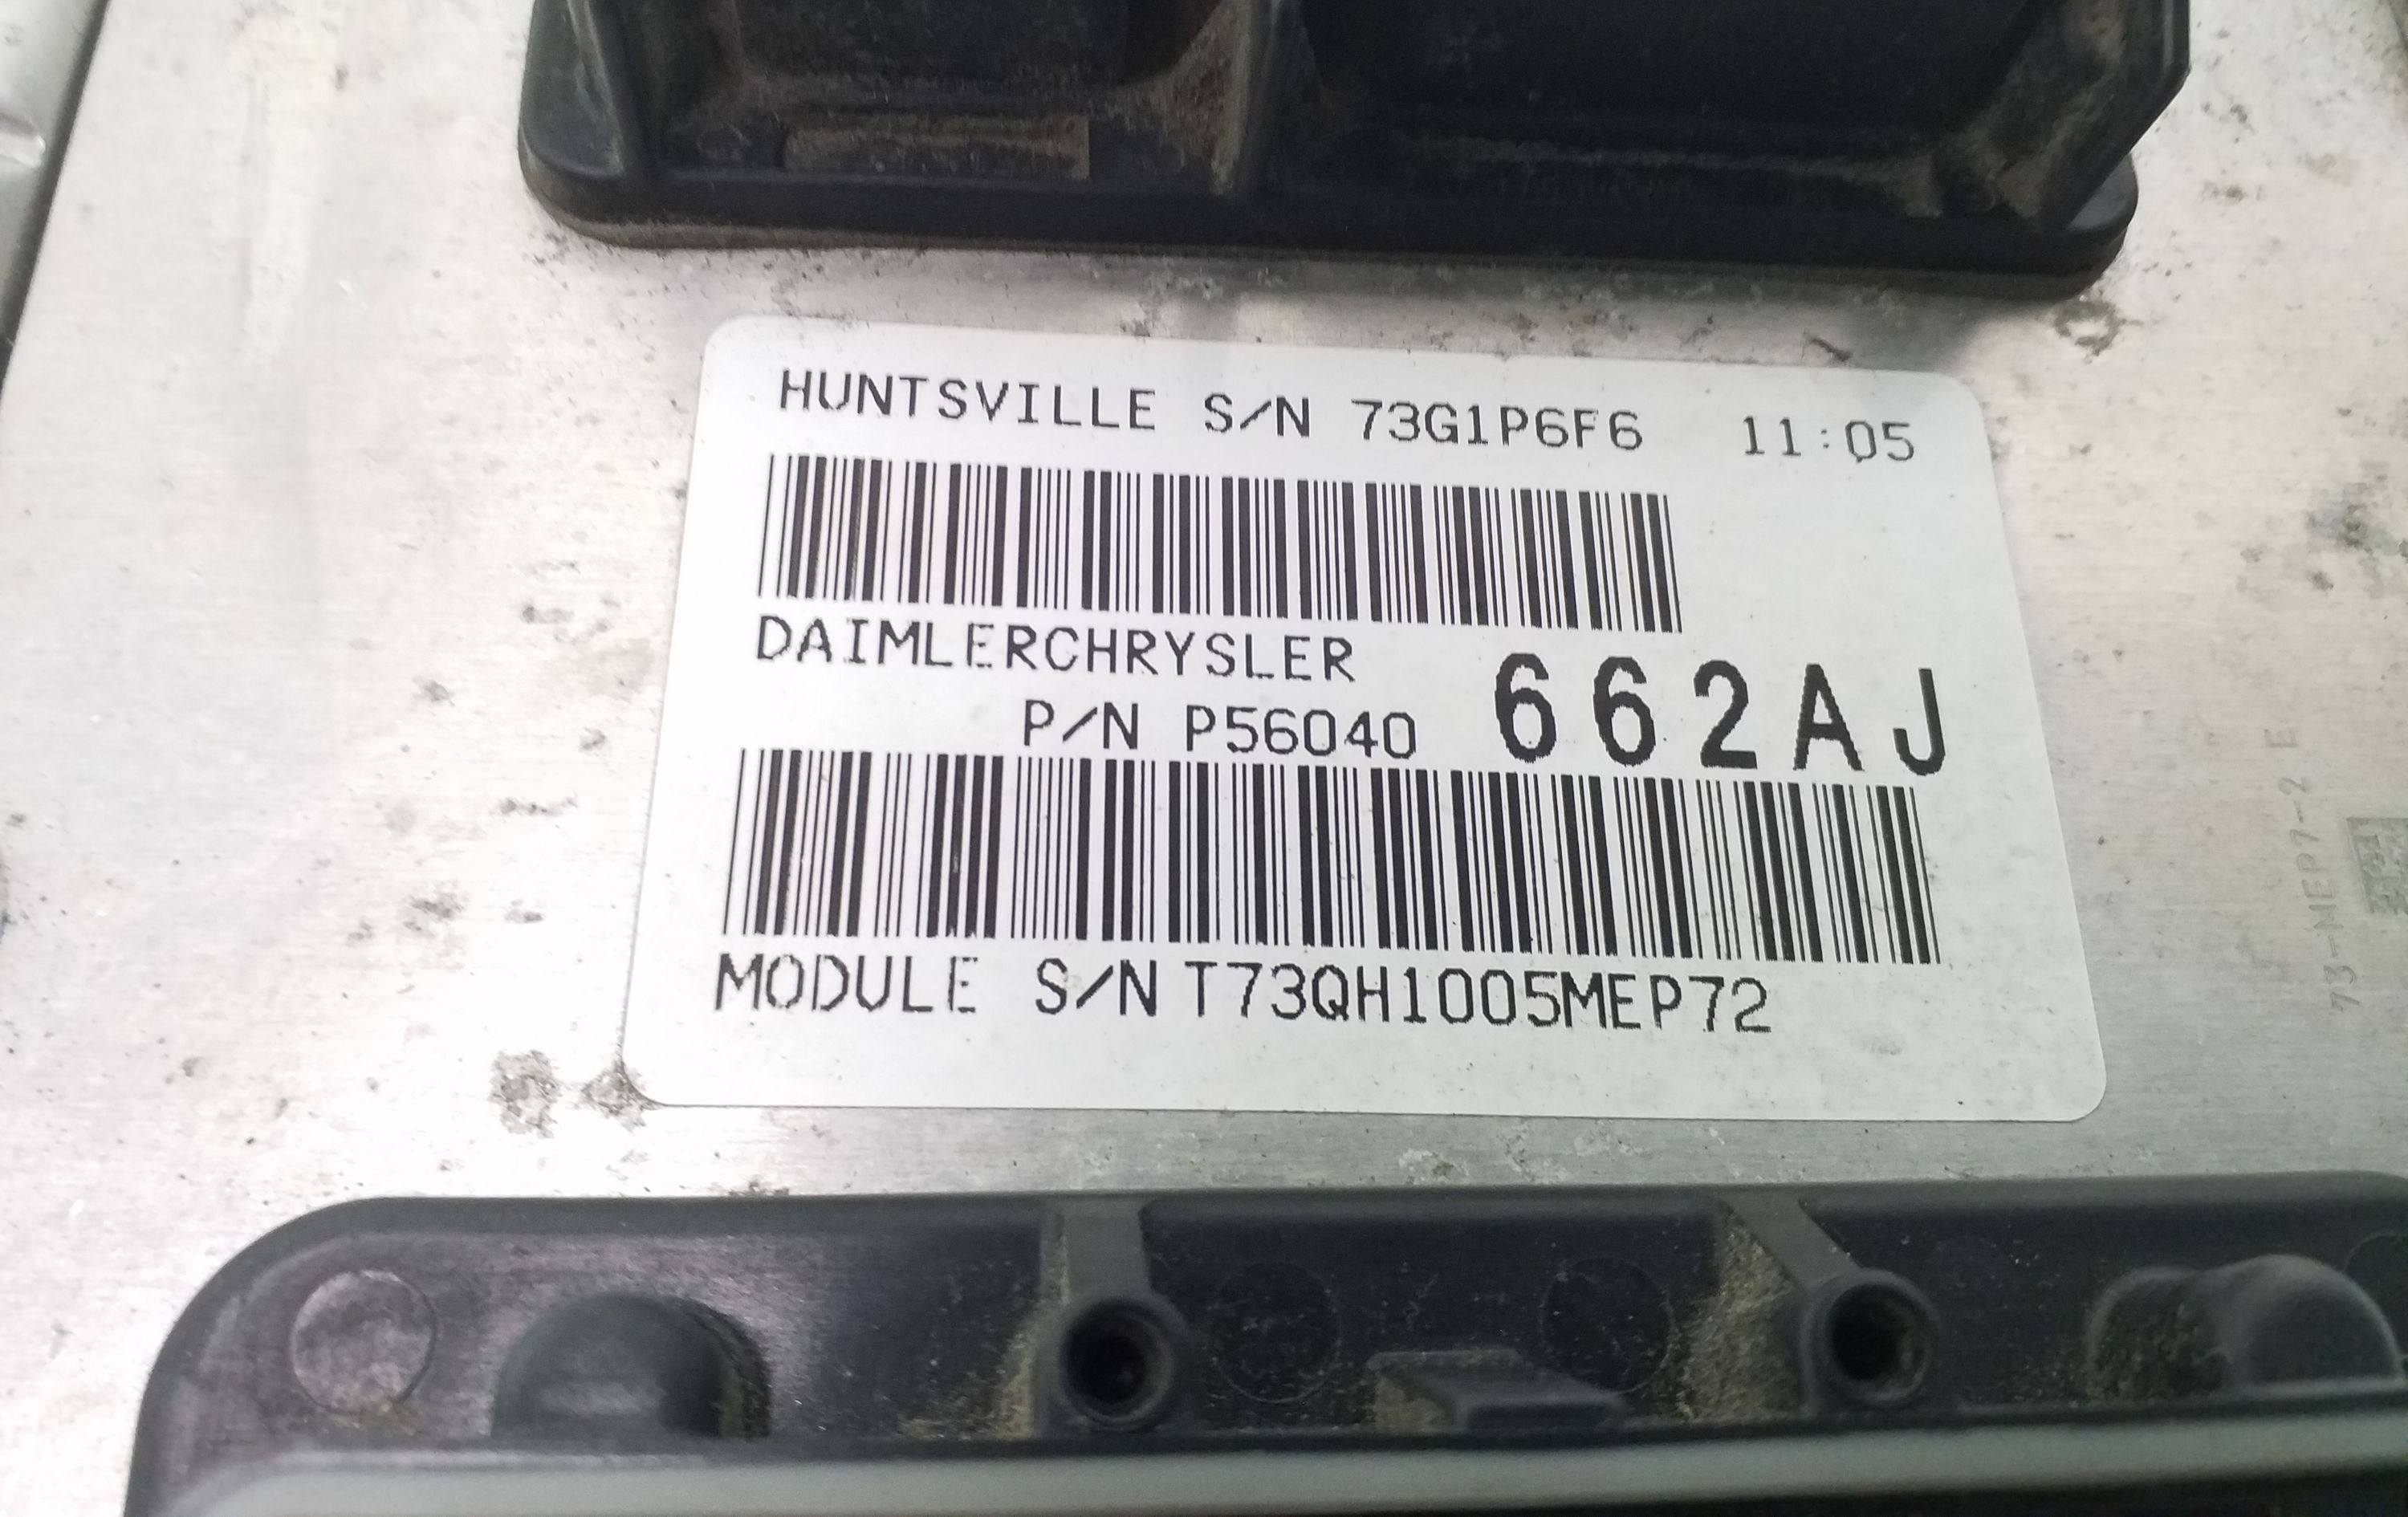 HUNTSVILLE S/N 73G1P6F6 11:05
DAIMLERCHRYSLER
P/N P56040 662AJ
MODULE S/N T73QH1005MEP72
73-MEP7-2 E